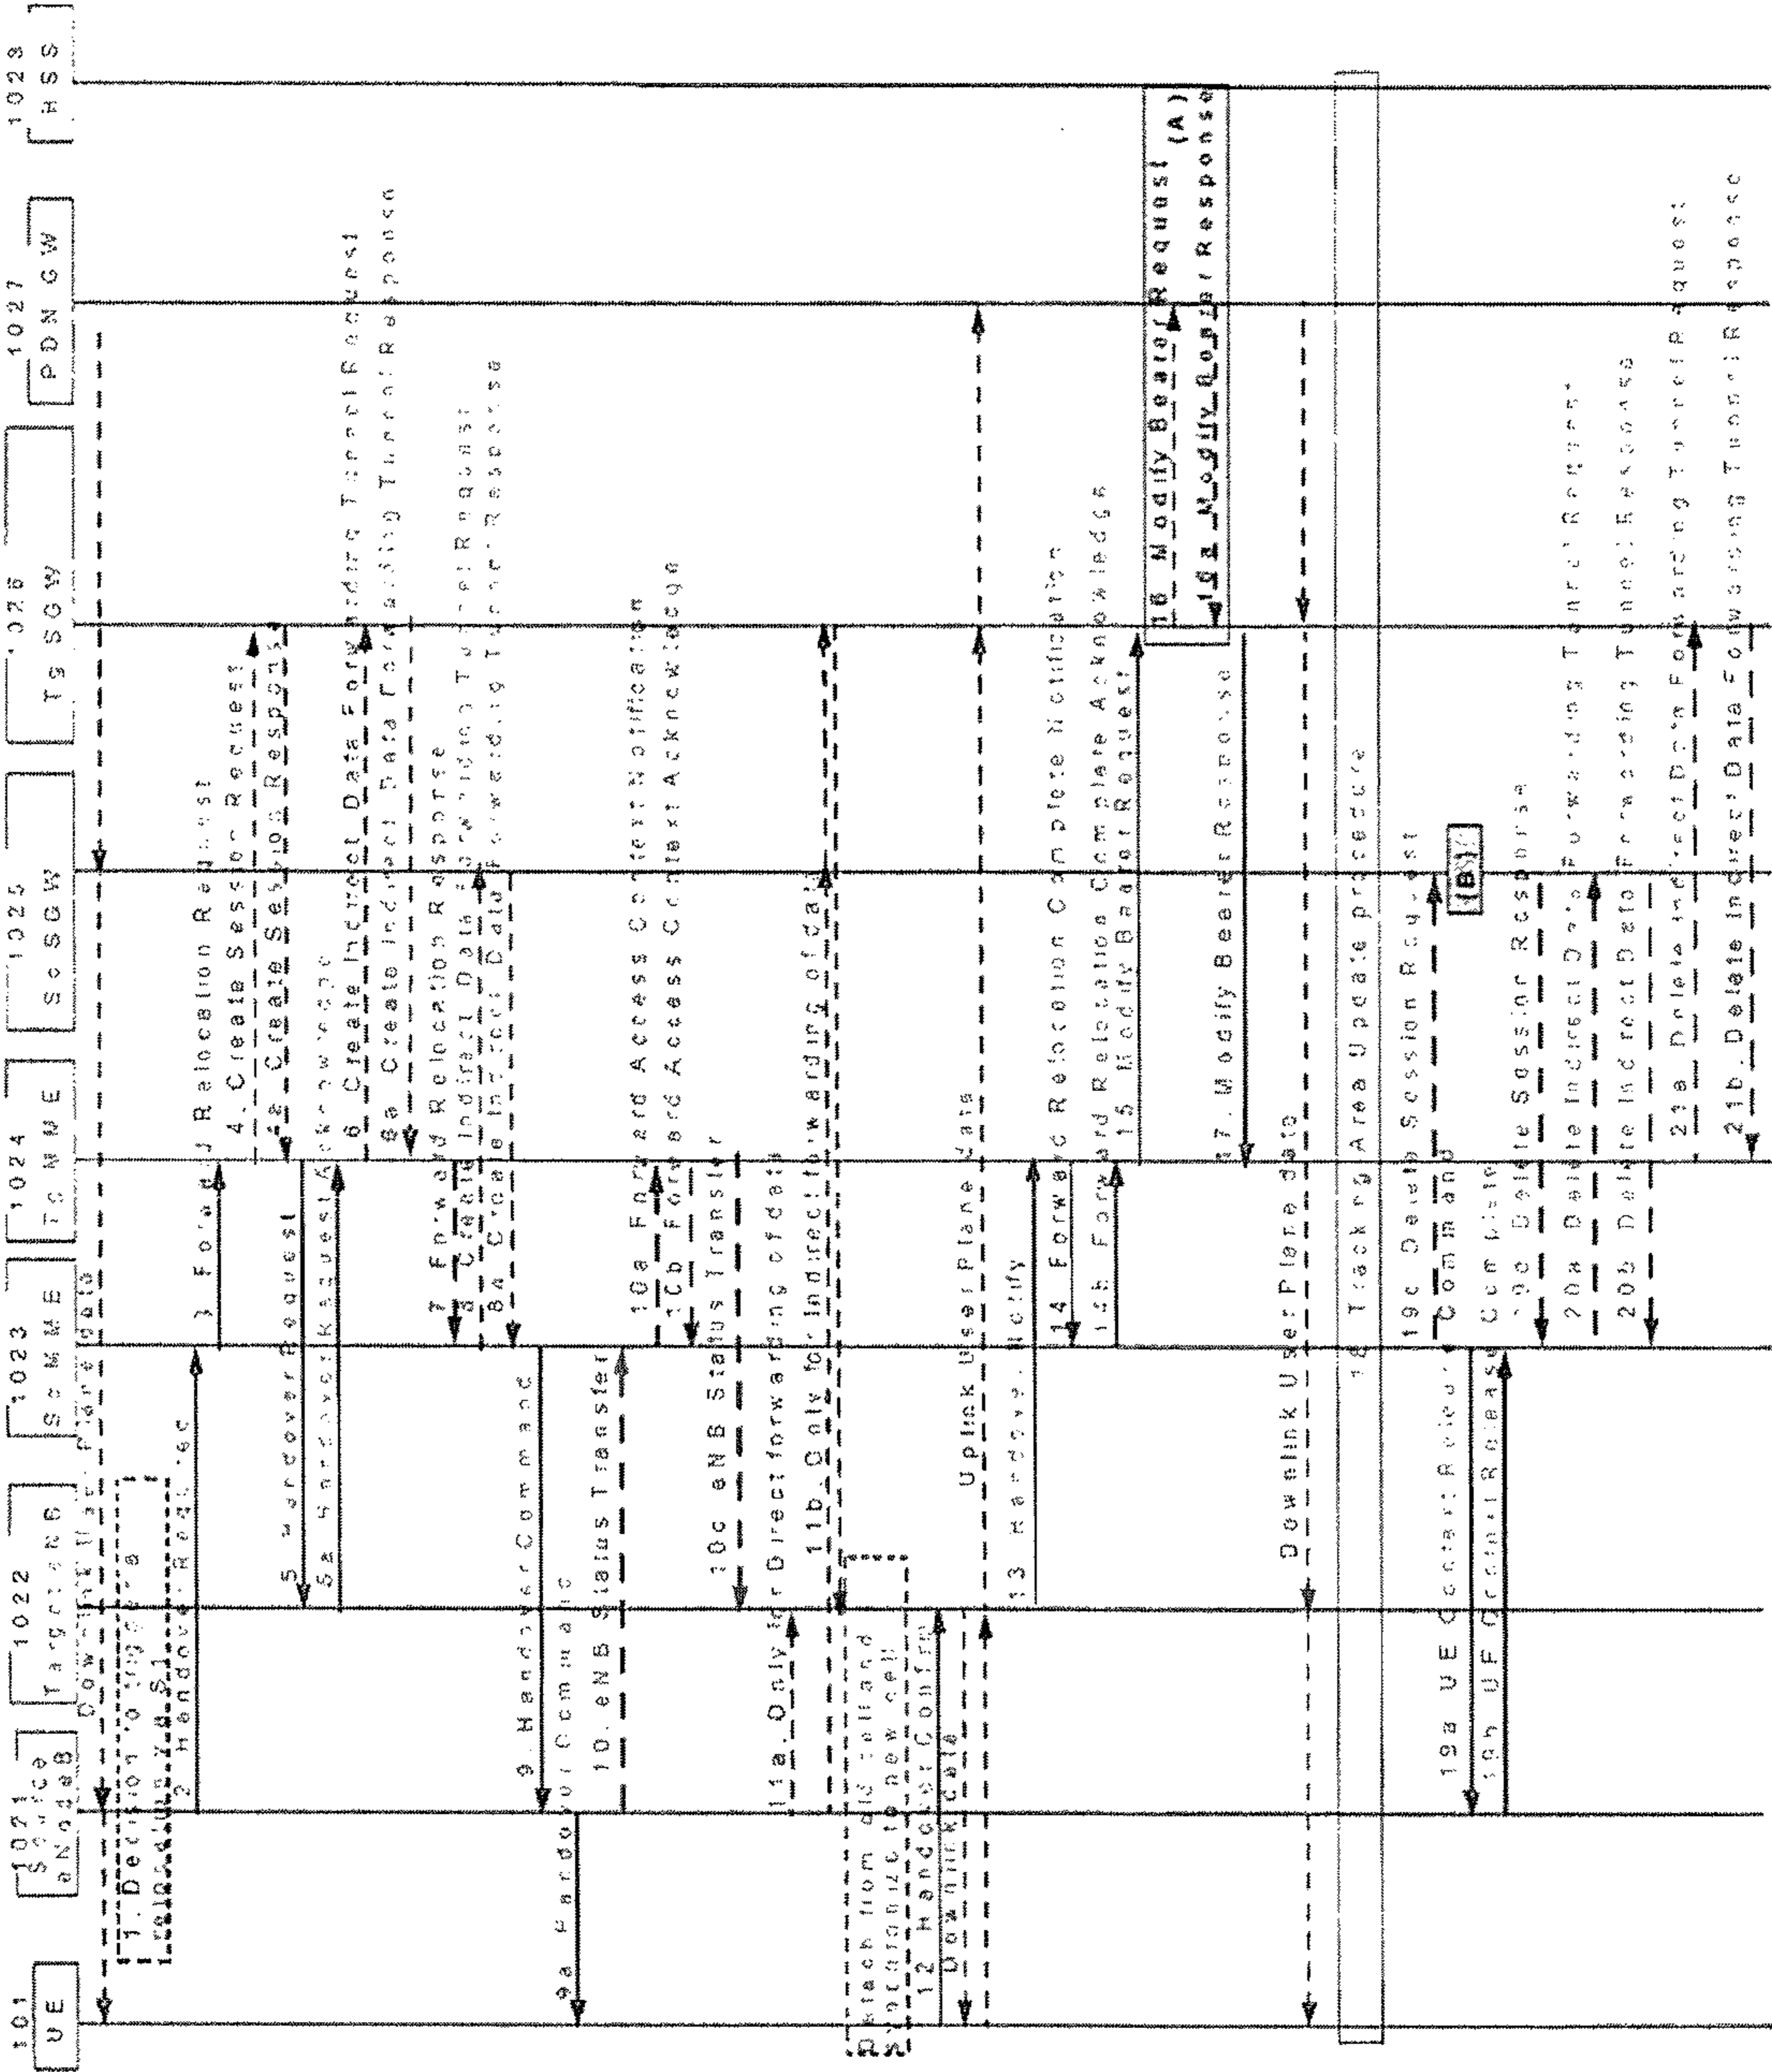 101
UE
1021
Source
eNodeB
1022
Target eNB
1023
Sc MME
1024
Tg MME
1025
Sc SGW
1026
Tg SGW
1027
PDN GW
1028
HSS
Downlink User Plane data
1. Decision to trigger a
relocation via S1
2 Handover Required
3 Forward Relocation Request
4. Create Session Request
4a Create Session Response
5 Handover Request
5a Handover Request Acknowledge
6 Create Indirect Data Forwarding Tunnel Request
6a Create Indirect Data Forwarding Tunnel Response
7 Forward Relocation Response
8 Create Indirect Data Forwarding Tunnel Request
8a Create Indirect Data Forwarding Tunnel Response
9. Handover Command
9a Handover Command
10. eNB Status Transfer
10a Forward Access Context Notification
10b Forward Access Context Acknowledge
10c eNB Status Transfer
11a. Only for Direct forwarding of data
11b. Only for Indirect forwarding of data
Detach from old cell and
synchronize to new cell
12 Handover Confirm
Downlink data
Uplink User Plane data
13 Handover Notify
14 Forward Relocation Complete Notification
14b Forward Relocation Complete Acknowledge
15 Modify Bearer Request
16 Modify Bearer Request
(A)
16a Modify Bearer Response
17. Modify Bearer Response
Downlink User Plane data
18 Tracking Area Update procedure
19c Delete Session Request
19a UE Context Release Command
(B)
19b UE Context Release Complete
Delete Session Response
20a Delete Indirect Data Forwarding Tunnel Request
20b Delete Indirect Data Forwarding Tunnel Response
21a Delete Indirect Data Forwarding Tunnel Request
21b. Delete Indirect Data Forwarding Tunnel Response